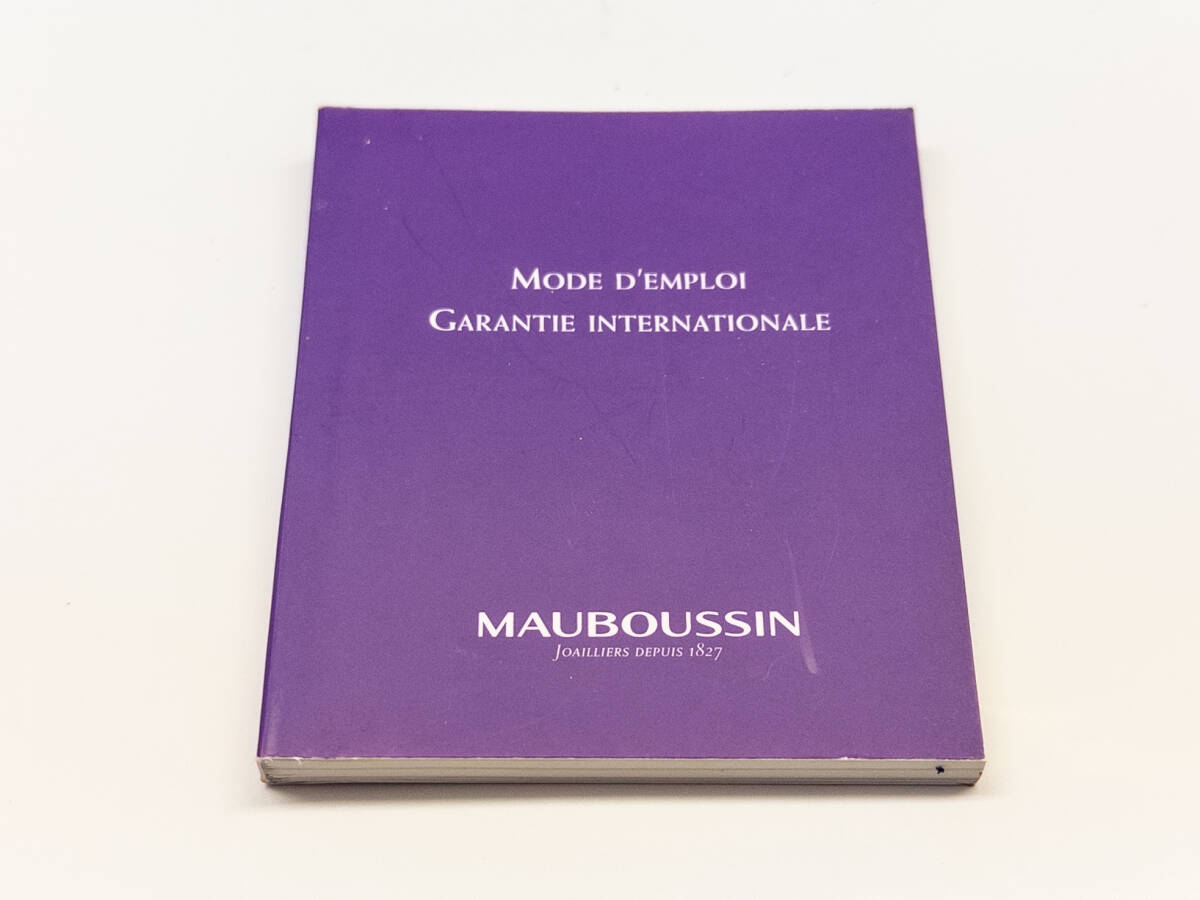 Mode d'emploi
Garantie internationale
MAUBOUSSIN
Joailliers depuis 1827